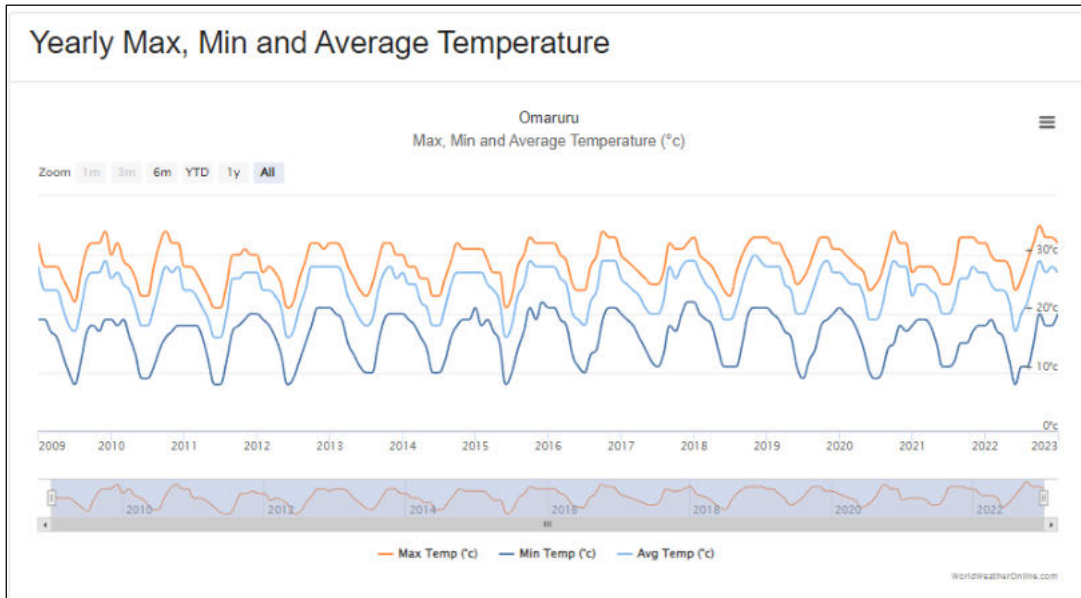 Yearly Max, Min and Average Temperature
Omaruru
Max, Min and Average Temperature (°c)
Zoom 1m 3m 6m YTD 1y All
30°c
20°c
10°c
0°c
2009 2010 2011 2012 2013 2014 2015 2016 2017 2018 2019 2020 2021 2022 2023
2010 2012 2014 2016 2018 2020 2022
Max Temp (°c) Min Temp (°c) Avg Temp (°c)
WorldWeatherOnline.com